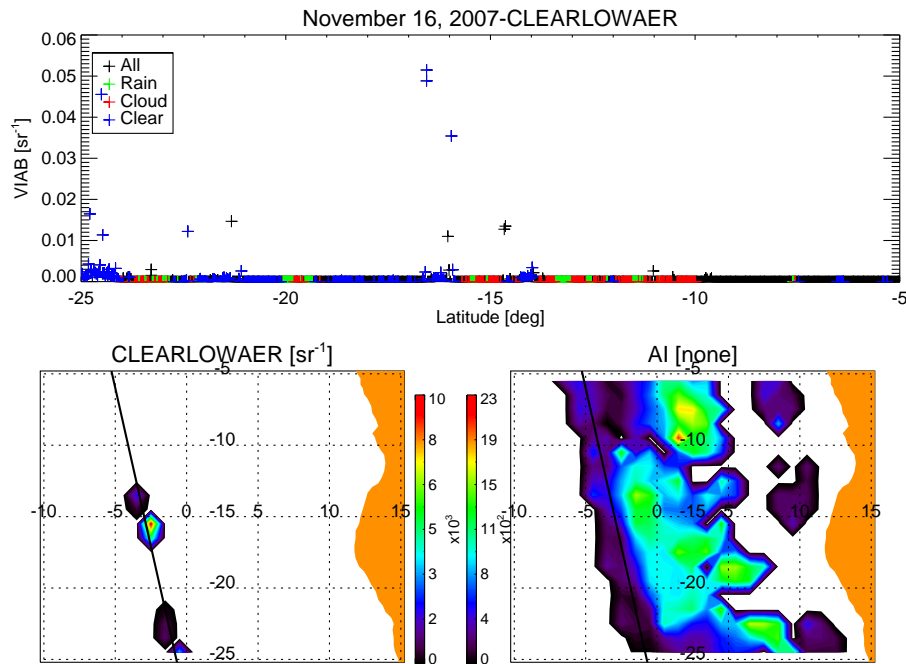 November 16, 2007-CLEARLOWAER
0.06
0.05
0.04
0.03
0.02
0.01
0.00
VIAB [sr-1]
All
Rain
Cloud
Clear
-25 -20 -15 -10 -5
Latitude [deg]
CLEARLOWAER [sr-1]
-5
-10
-10 -5 0 5 10 15
-15
-20
-25
10
8
6
5
3
2
0
x10³
23
19
15
11
8
4
0
x10-2
AI [none]
-5
-10
-10 -5 0 5 10 15
-15
-20
-25